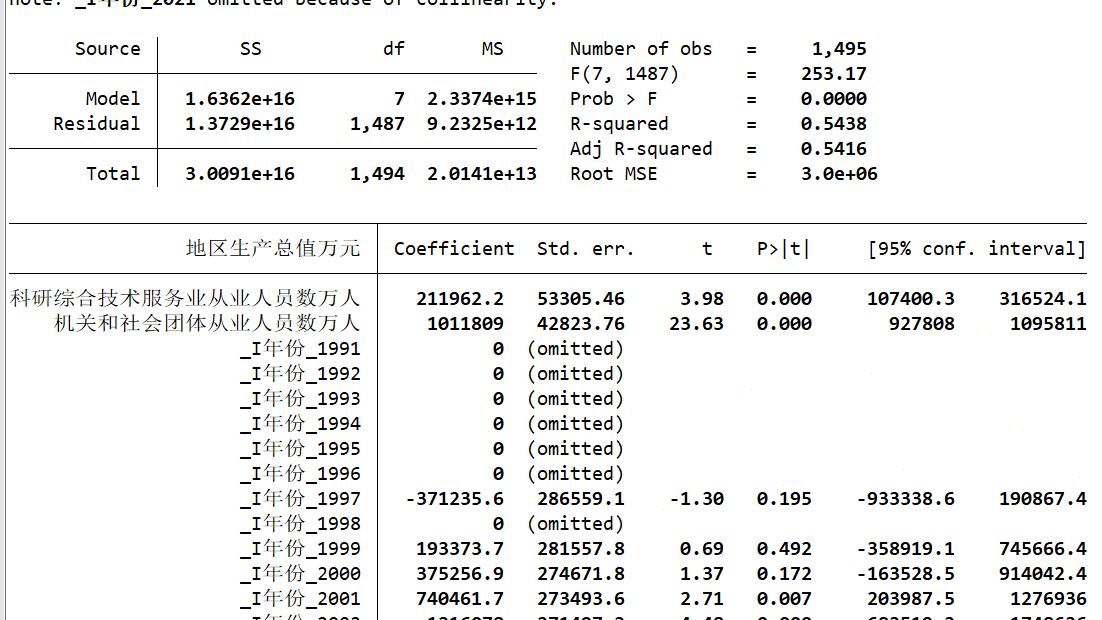 note: _I年份_2021 omitted because of collinearity.
Source SS df MS Number of obs = 1,495
F(7, 1487) = 253.17
Model 1.6362e+16 7 2.3374e+15 Prob > F = 0.0000
Residual 1.3729e+16 1,487 9.2325e+12 R-squared = 0.5438
Adj R-squared = 0.5416
Total 3.0091e+16 1,494 2.0141e+13 Root MSE = 3.0e+06
地区生产总值万元 Coefficient Std. err. t P>|t| [95% conf. interval]
科研综合技术服务业从业人员数万人 211962.2 53305.46 3.98 0.000 107400.3 316524.1
机关和社会团体从业人员数万人 1011809 42823.76 23.63 0.000 927808 1095811
_I年份_1991 0 (omitted)
_I年份_1992 0 (omitted)
_I年份_1993 0 (omitted)
_I年份_1994 0 (omitted)
_I年份_1995 0 (omitted)
_I年份_1996 0 (omitted)
_I年份_1997 -371235.6 286559.1 -1.30 0.195 -933338.6 190867.4
_I年份_1998 0 (omitted)
_I年份_1999 193373.7 281557.8 0.69 0.492 -358919.1 745666.4
_I年份_2000 375256.9 274671.8 1.37 0.172 -163528.5 914042.4
_I年份_2001 740461.7 273493.6 2.71 0.007 203987.5 1276936